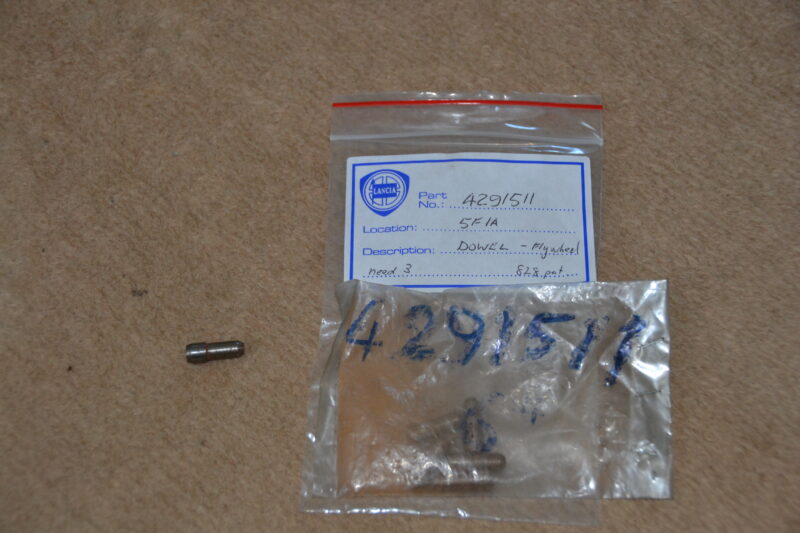 LANCIA
Part
No.: 4291511
Location: 5F1A
Description: DOWEL - Flywheel
need 3
4291511